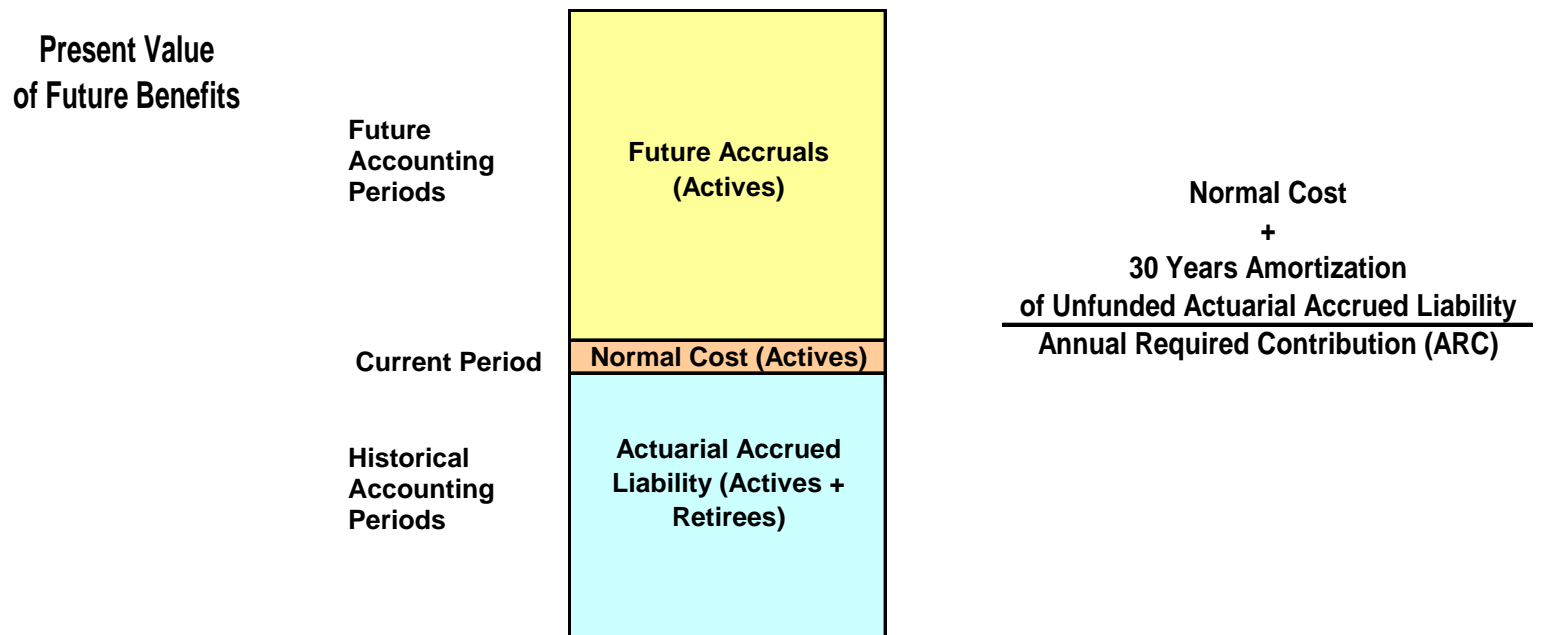 Present Value
of Future Benefits
Future
Accounting
Periods
Future Accruals
(Actives)
Current Period
Normal Cost (Actives)
Historical
Accounting
Periods
Actuarial Accrued
Liability (Actives +
Retirees)
Normal Cost
+
30 Years Amortization
of Unfunded Actuarial Accrued Liability
Annual Required Contribution (ARC)